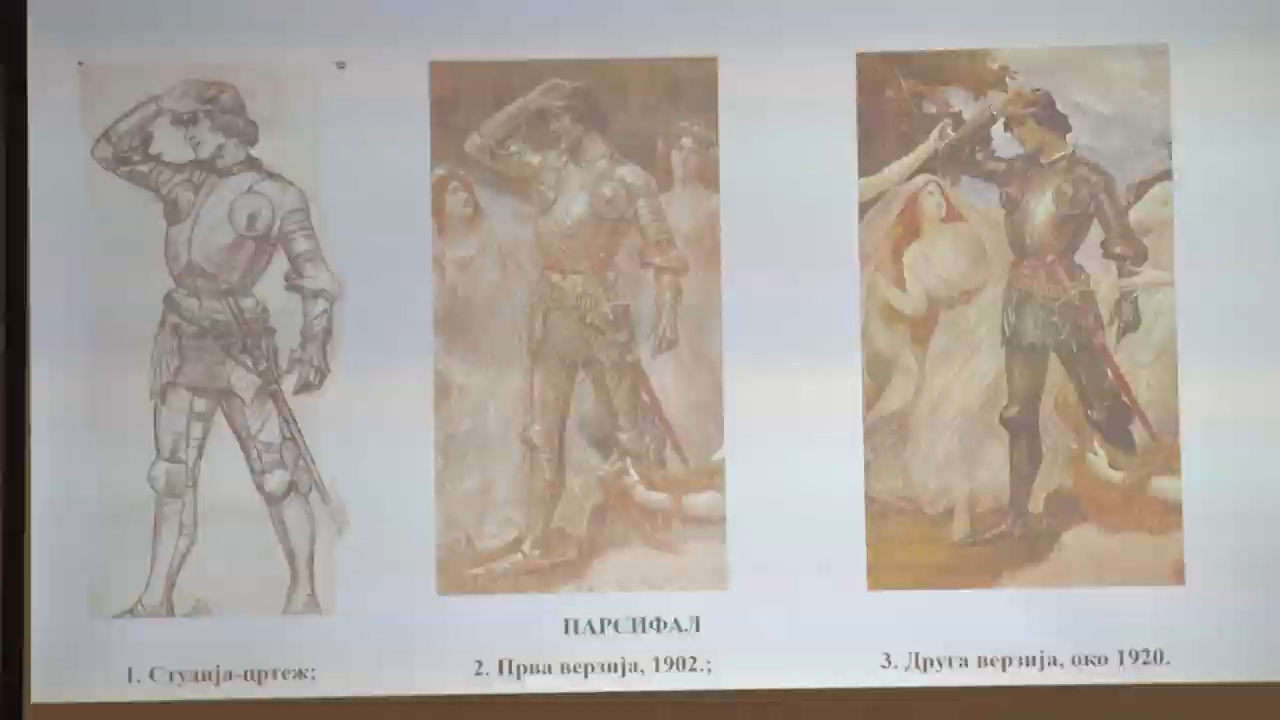 ПАРСИФАЛ
1. Студија-цртеж;
2. Прва верзија, 1902.;
3. Друга верзија, око 1920.